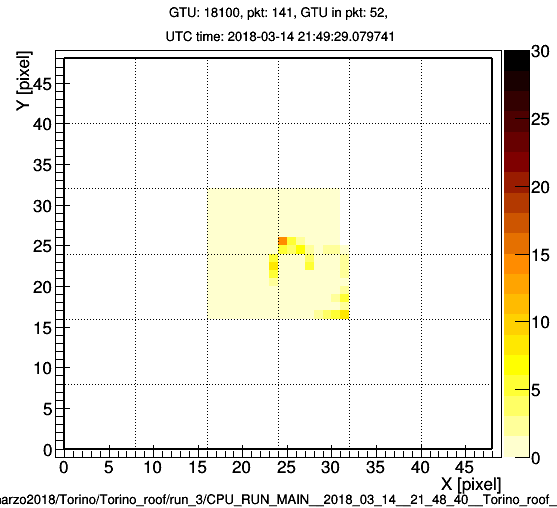 GTU: 18100, pkt: 141, GTU in pkt: 52,
UTC time: 2018-03-14 21:49:29.079741
Y [pixel]
45
40
35
30
25
20
15
10
5
0
0 5 10 15 20 25 30 35 40 45
X [pixel]
30
25
20
15
10
5
0
arzo2018/Torino/Torino_roof/run_3/CPU_RUN_MAIN__2018_03_14__21_48_40__Torino_roof_